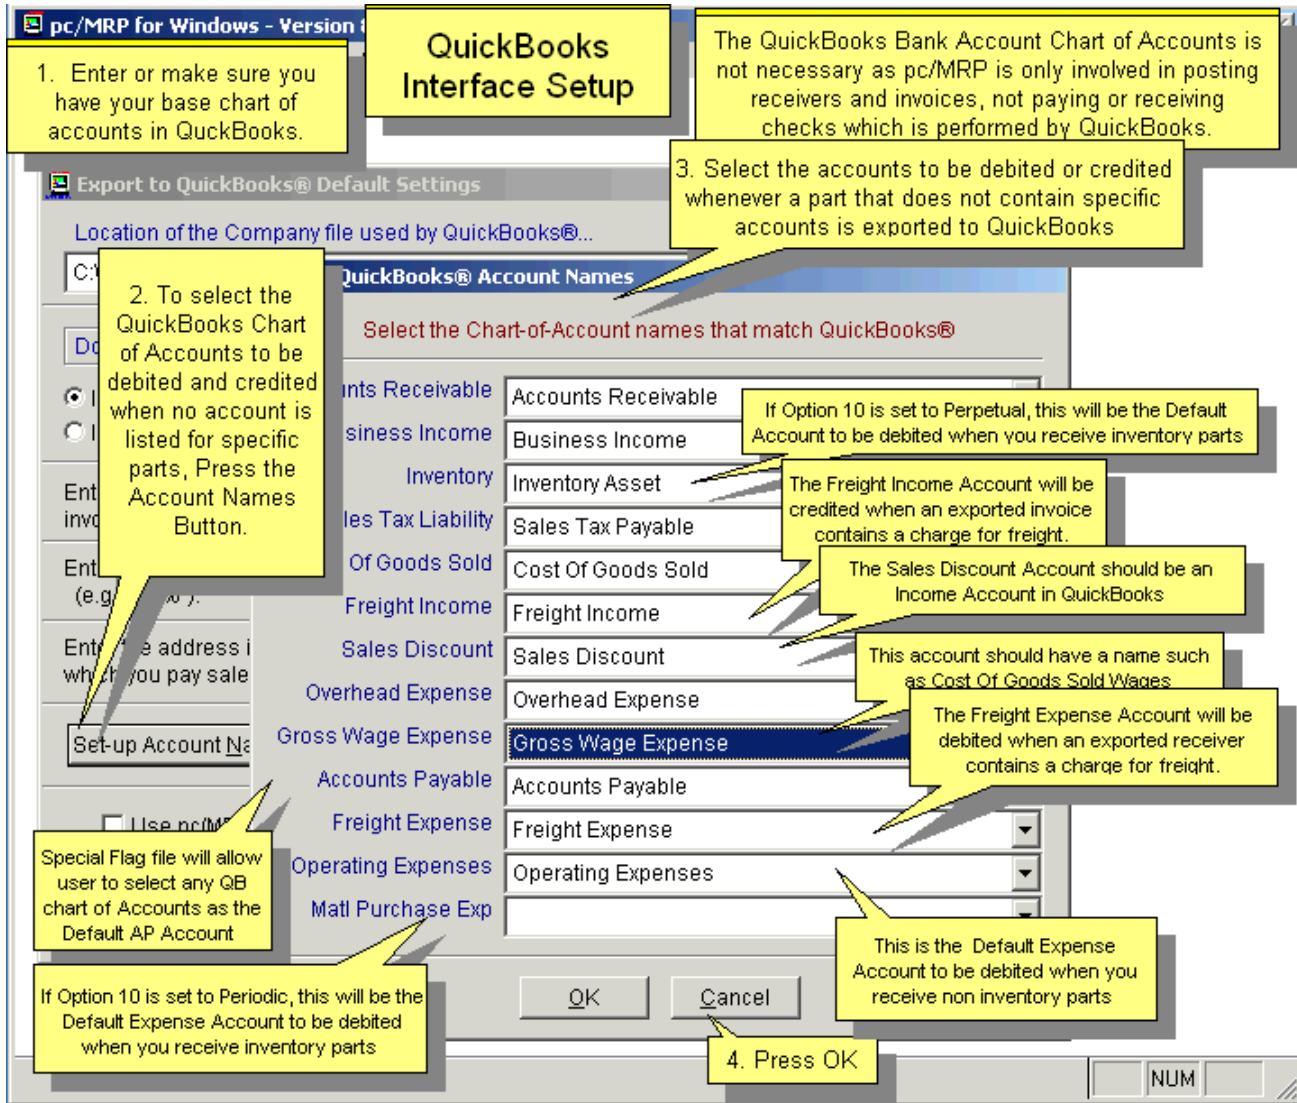 pc/MRP for Windows - Version 8
QuickBooks
Interface Setup
The QuickBooks Bank Account Chart of Accounts is
not necessary as pc/MRP is only involved in posting
receivers and invoices, not paying or receiving
checks which is performed by QuickBooks.
1. Enter or make sure you
have your base chart of
accounts in QuckBooks.
3. Select the accounts to be debited or credited
whenever a part that does not contain specific
accounts is exported to QuickBooks
Export to QuickBooks® Default Settings
Location of the Company file used by QuickBooks®...
C:\
2. To select the
QuickBooks Chart
of Accounts to be
debited and credited
when no account is
listed for specific
parts, Press the
Account Names
Button.
QuickBooks® Account Names
Select the Chart-of-Account names that match QuickBooks®
Do
I
I
Ent
invo
Ent
(e.g. % ).
Ente e address i
which you pay sale
Set-up Account Na
Use pc/MR
unts Receivable
Accounts Receivable
siness Income
Business Income
Inventory
Inventory Asset
les Tax Liability
Sales Tax Payable
Of Goods Sold
Cost Of Goods Sold
Freight Income
Freight Income
Sales Discount
Sales Discount
Overhead Expense
Overhead Expense
Gross Wage Expense
Gross Wage Expense
Accounts Payable
Accounts Payable
Freight Expense
Freight Expense
Operating Expenses
Operating Expenses
Matl Purchase Exp
If Option 10 is set to Perpetual, this will be the Default
Account to be debited when you receive inventory parts
The Freight Income Account will be
credited when an exported invoice
contains a charge for freight.
The Sales Discount Account should be an
Income Account in QuickBooks
This account should have a name such
as Cost Of Goods Sold Wages
The Freight Expense Account will be
debited when an exported receiver
contains a charge for freight.
Special Flag file will allow
user to select any QB
chart of Accounts as the
Default AP Account
This is the Default Expense
Account to be debited when you
receive non inventory parts
If Option 10 is set to Periodic, this will be the
Default Expense Account to be debited
when you receive inventory parts
OK
Cancel
4. Press OK
NUM